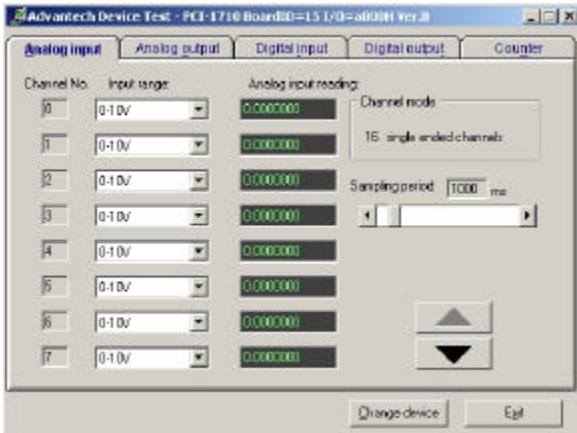 Advantech Device Test - PCI-1710 BoardID=15 I/O=a000H Ver.B
Analog input Analog output Digital input Digital output Counter
Channel No. Input range: Analog input reading:
0 0-10V 0.0000000
Channel mode
16 single ended channels
1 0-10V 0.0000000
2 0-10V 0.0000000
Sampling period: 1000 ms
3 0-10V 0.0000000
4 0-10V 0.0000000
5 0-10V 0.0000000
6 0-10V 0.0000000
7 0-10V 0.0000000
Change device Exit